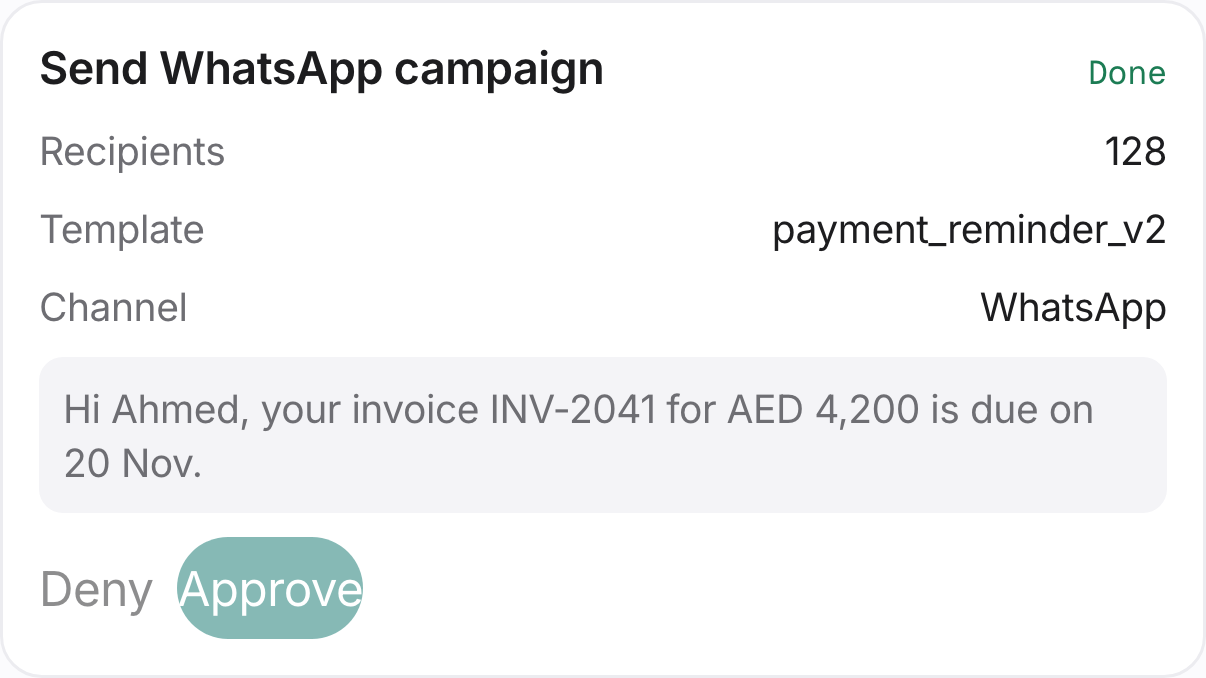 Send WhatsApp campaign
Done
Recipients
128
Template
payment_reminder_v2
Channel
WhatsApp
Hi Ahmed, your invoice INV-2041 for AED 4,200 is due on
20 Nov.
Deny
Approve